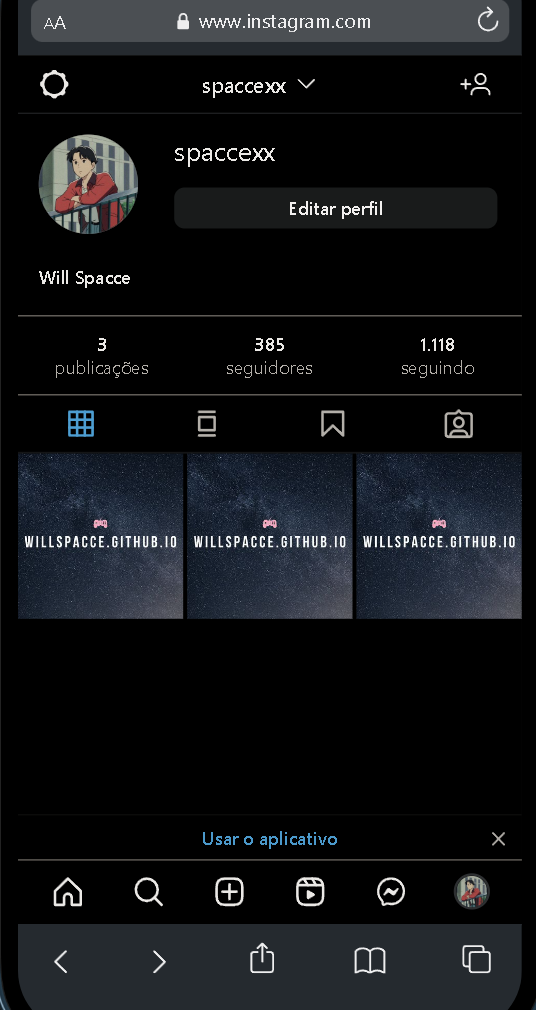 AA www.instagram.com
spaccexx
spaccexx
Editar perfil
Will Spacce
3 385 1.118
publicações seguidores seguindo
WILLSPACCE.GITHUB.IO WILLSPACCE.GITHUB.IO WILLSPACCE.GITHUB.IO
Usar o aplicativo